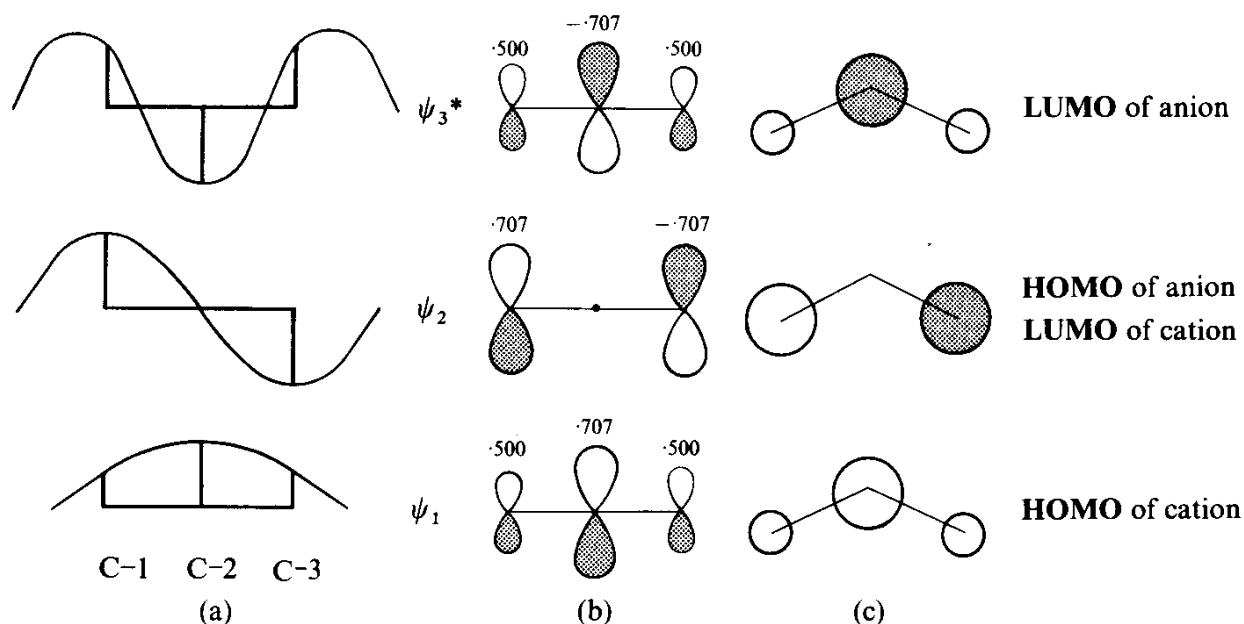 −·707
·500 ·500
ψ₃* LUMO of anion
·707 −·707
HOMO of anion
ψ₂ LUMO of cation
·707
·500 ·500
ψ₁ HOMO of cation
C–1 C–2 C–3
(a) (b) (c)